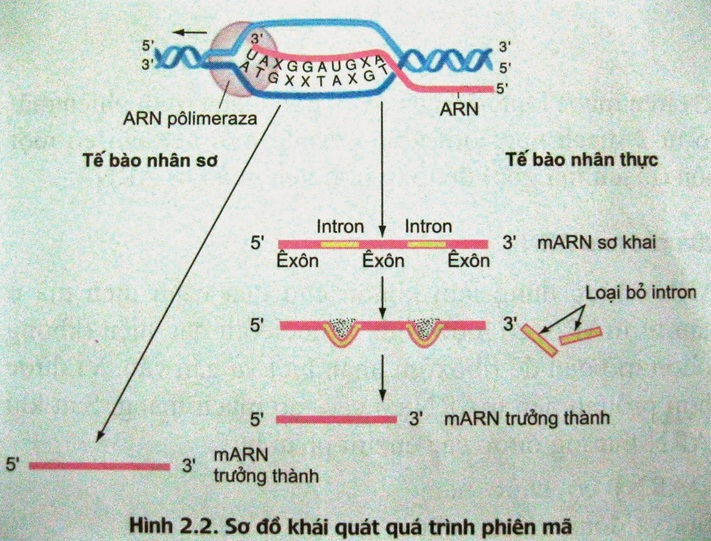 5'
3'
3'
UAXGGAUGXA
ATGXXTAXGT
3'
5'
5'
ARN pôlimeraza
ARN
Tế bào nhân sơ
Tế bào nhân thực
Intron
Intron
5'
3'
mARN sơ khai
Êxôn
Êxôn
Êxôn
Loại bỏ intron
5'
3'
5'
3'
mARN trưởng thành
5'
3'
mARN
trưởng thành
Hình 2.2. Sơ đồ khái quát quá trình phiên mã